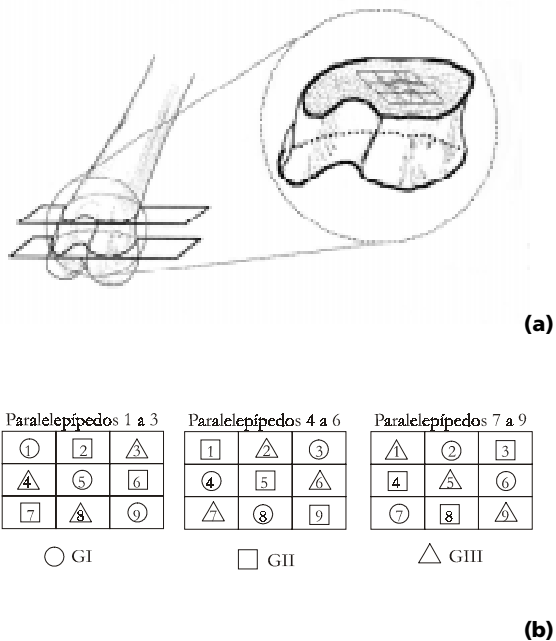 (a)
Paralelepípedos 1 a 3 Paralelepípedos 4 a 6 Paralelepípedos 7 a 9
1 2 3 1 2 3 1 2 3
4 5 6 4 5 6 4 5 6
7 8 9 7 8 9 7 8 9
GI GII GIII
(b)